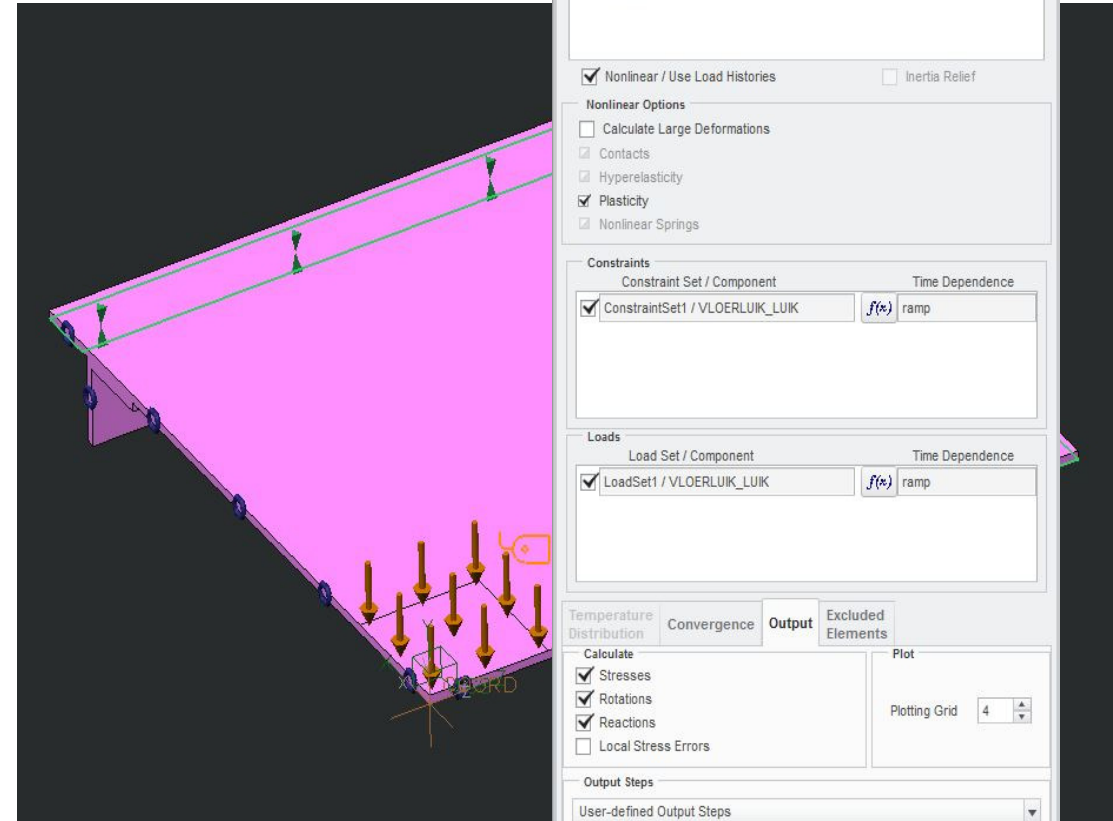 Nonlinear / Use Load Histories
Inertia Relief
Nonlinear Options
Calculate Large Deformations
Contacts
Hyperelasticity
Plasticity
Nonlinear Springs
Constraints
Constraint Set / Component Time Dependence
ConstraintSet1 / VLOERLUIK_LUIK f(x) ramp
Loads
Load Set / Component Time Dependence
LoadSet1 / VLOERLUIK_LUIK f(x) ramp
Temperature Distribution
Convergence
Output
Excluded Elements
Calculate
Stresses
Rotations
Reactions
Local Stress Errors
Plot
Plotting Grid 4
Output Steps
User-defined Output Steps